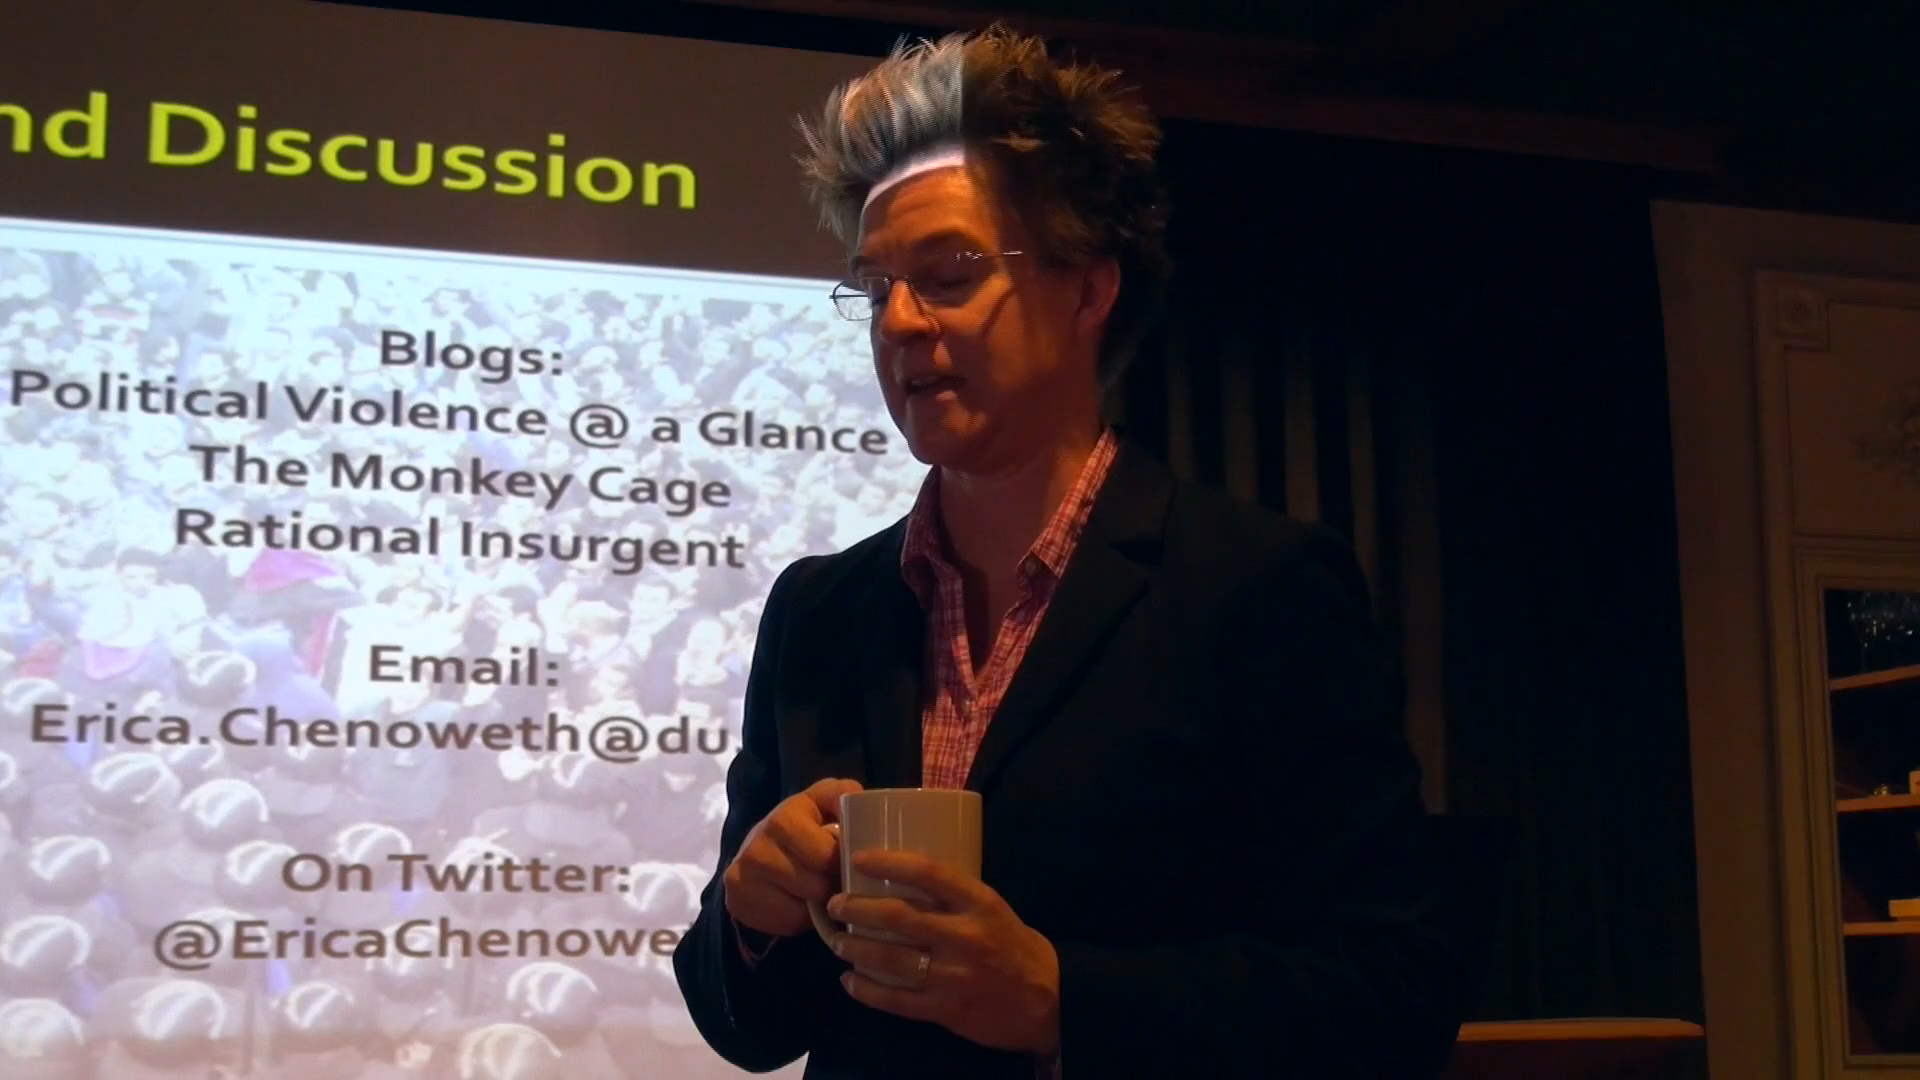 nd Discussion
Blogs:
Political Violence @ a Glance
The Monkey Cage
Rational Insurgent
Email:
Erica.Chenoweth@du.
On Twitter:
@EricaChenowe